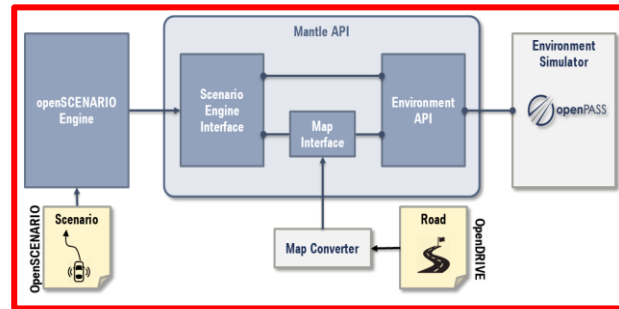 Mantle API
openSCENARIO
Engine
Scenario
Engine
Interface
Map
Interface
Environment
API
Environment
Simulator
openPASS
OpenSCENARIO
Scenario
Map Converter
Road
OpenDRIVE